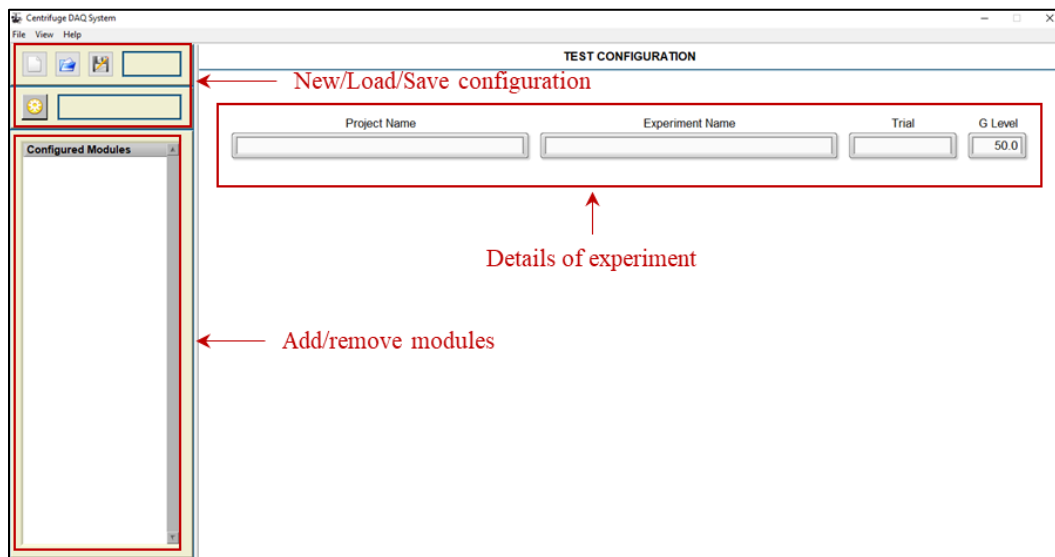 Centrifuge DAQ System
File View Help
TEST CONFIGURATION
New/Load/Save configuration
Project Name Experiment Name Trial G Level
50.0
Configured Modules
Details of experiment
Add/remove modules